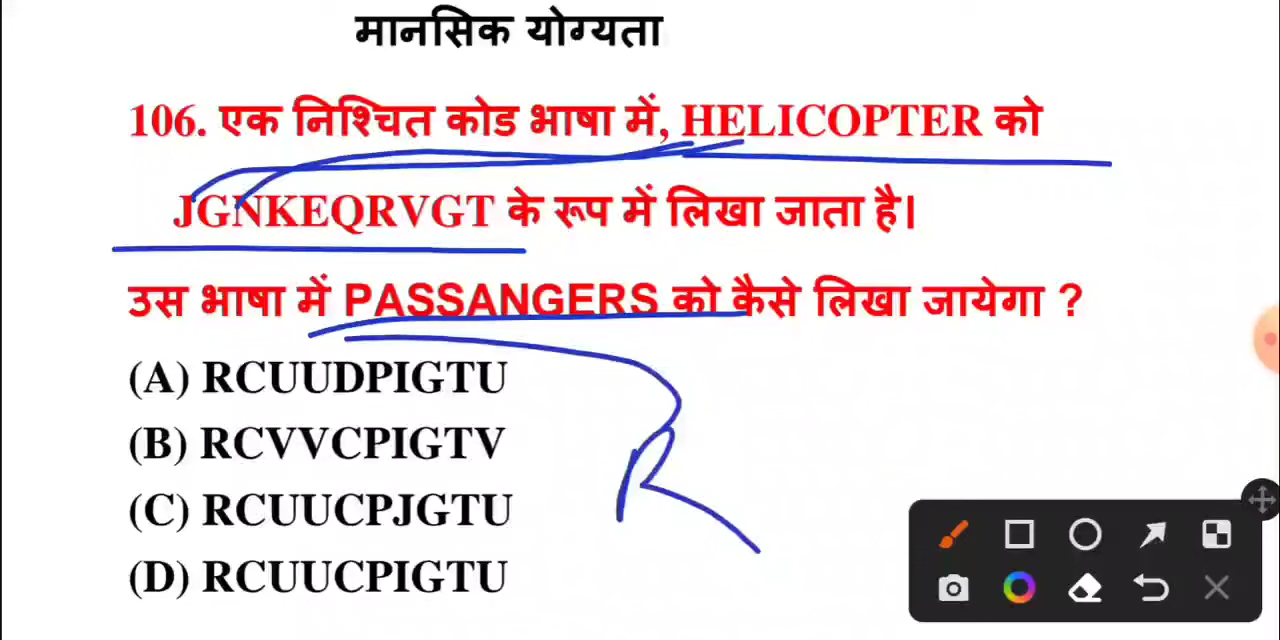 मानसिक योग्यता
106. एक निश्चित कोड भाषा में, HELICOPTER को
JGNKEQRVGT के रूप में लिखा जाता है।
उस भाषा में PASSANGERS को कैसे लिखा जायेगा ?
(A) RCUUDPIGTU
(B) RCVVCPIGTV
(C) RCUUCPJGTU
(D) RCUUCPIGTU
R